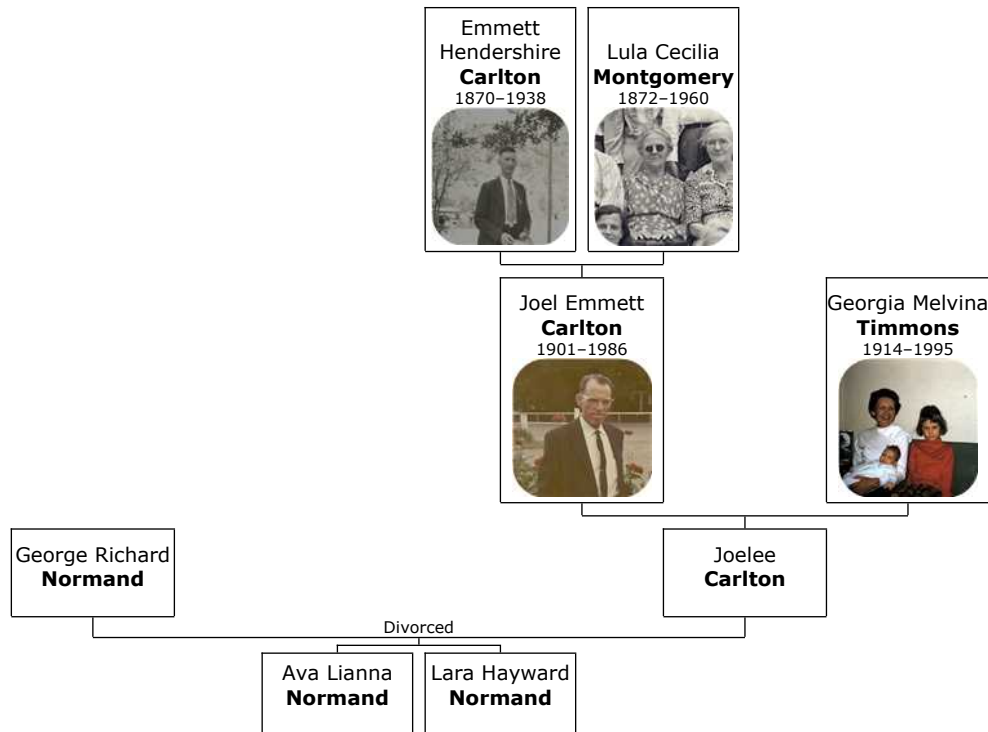 Emmett
Hendershire
Carlton
1870–1938
Lula Cecilia
Montgomery
1872–1960
Joel Emmett
Carlton
1901–1986
Georgia Melvina
Timmons
1914–1995
George Richard
Normand
Joelee
Carlton
Divorced
Ava Lianna
Normand
Lara Hayward
Normand